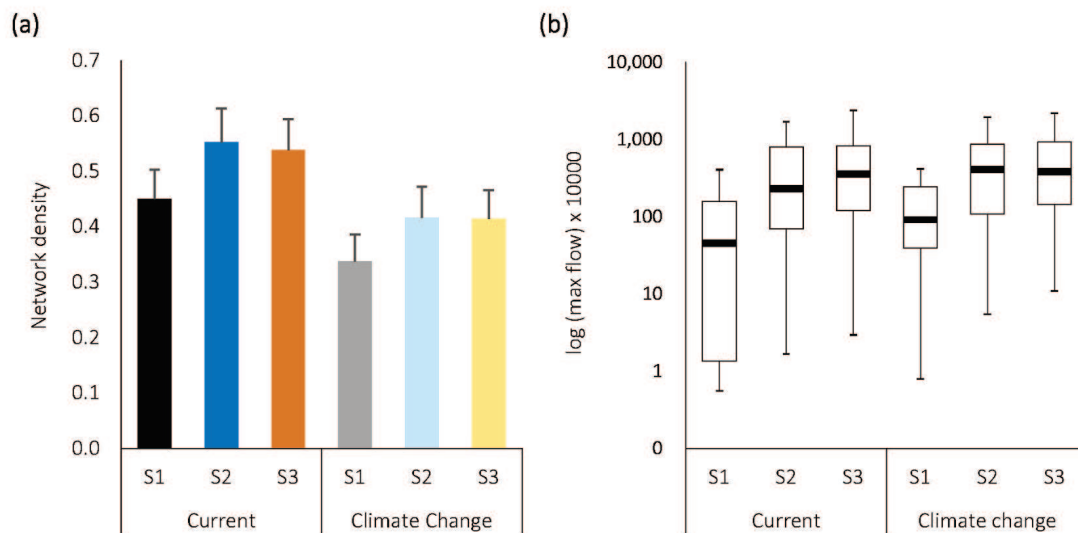 (a)
Network density
0.7
0.6
0.5
0.4
0.3
0.2
0.1
0.0
S1 S2 S3 S1 S2 S3
Current Climate Change
(b)
log (max flow) x 10000
10,000
1,000
100
10
1
0
S1 S2 S3 S1 S2 S3
Current Climate change